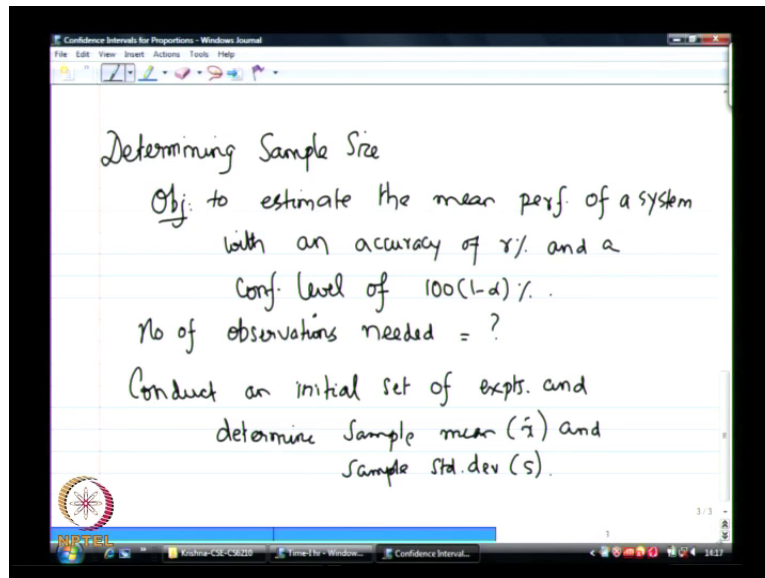 Confidence Intervals for Proportions - Windows Journal
File Edit View Insert Actions Tools Help
Determining Sample Size
Obj: to estimate the mean perf. of a system
with an accuracy of r% and a
Conf. level of 100(1-α)%.
No of observations needed = ?
Conduct an initial set of expts. and
determine Sample mean (x̄) and
Sample Std. dev (s).
3 / 3
1
NPTEL
Krishna-CSE-CS6210
Time-1hr - Window...
Confidence Interval...
14:17